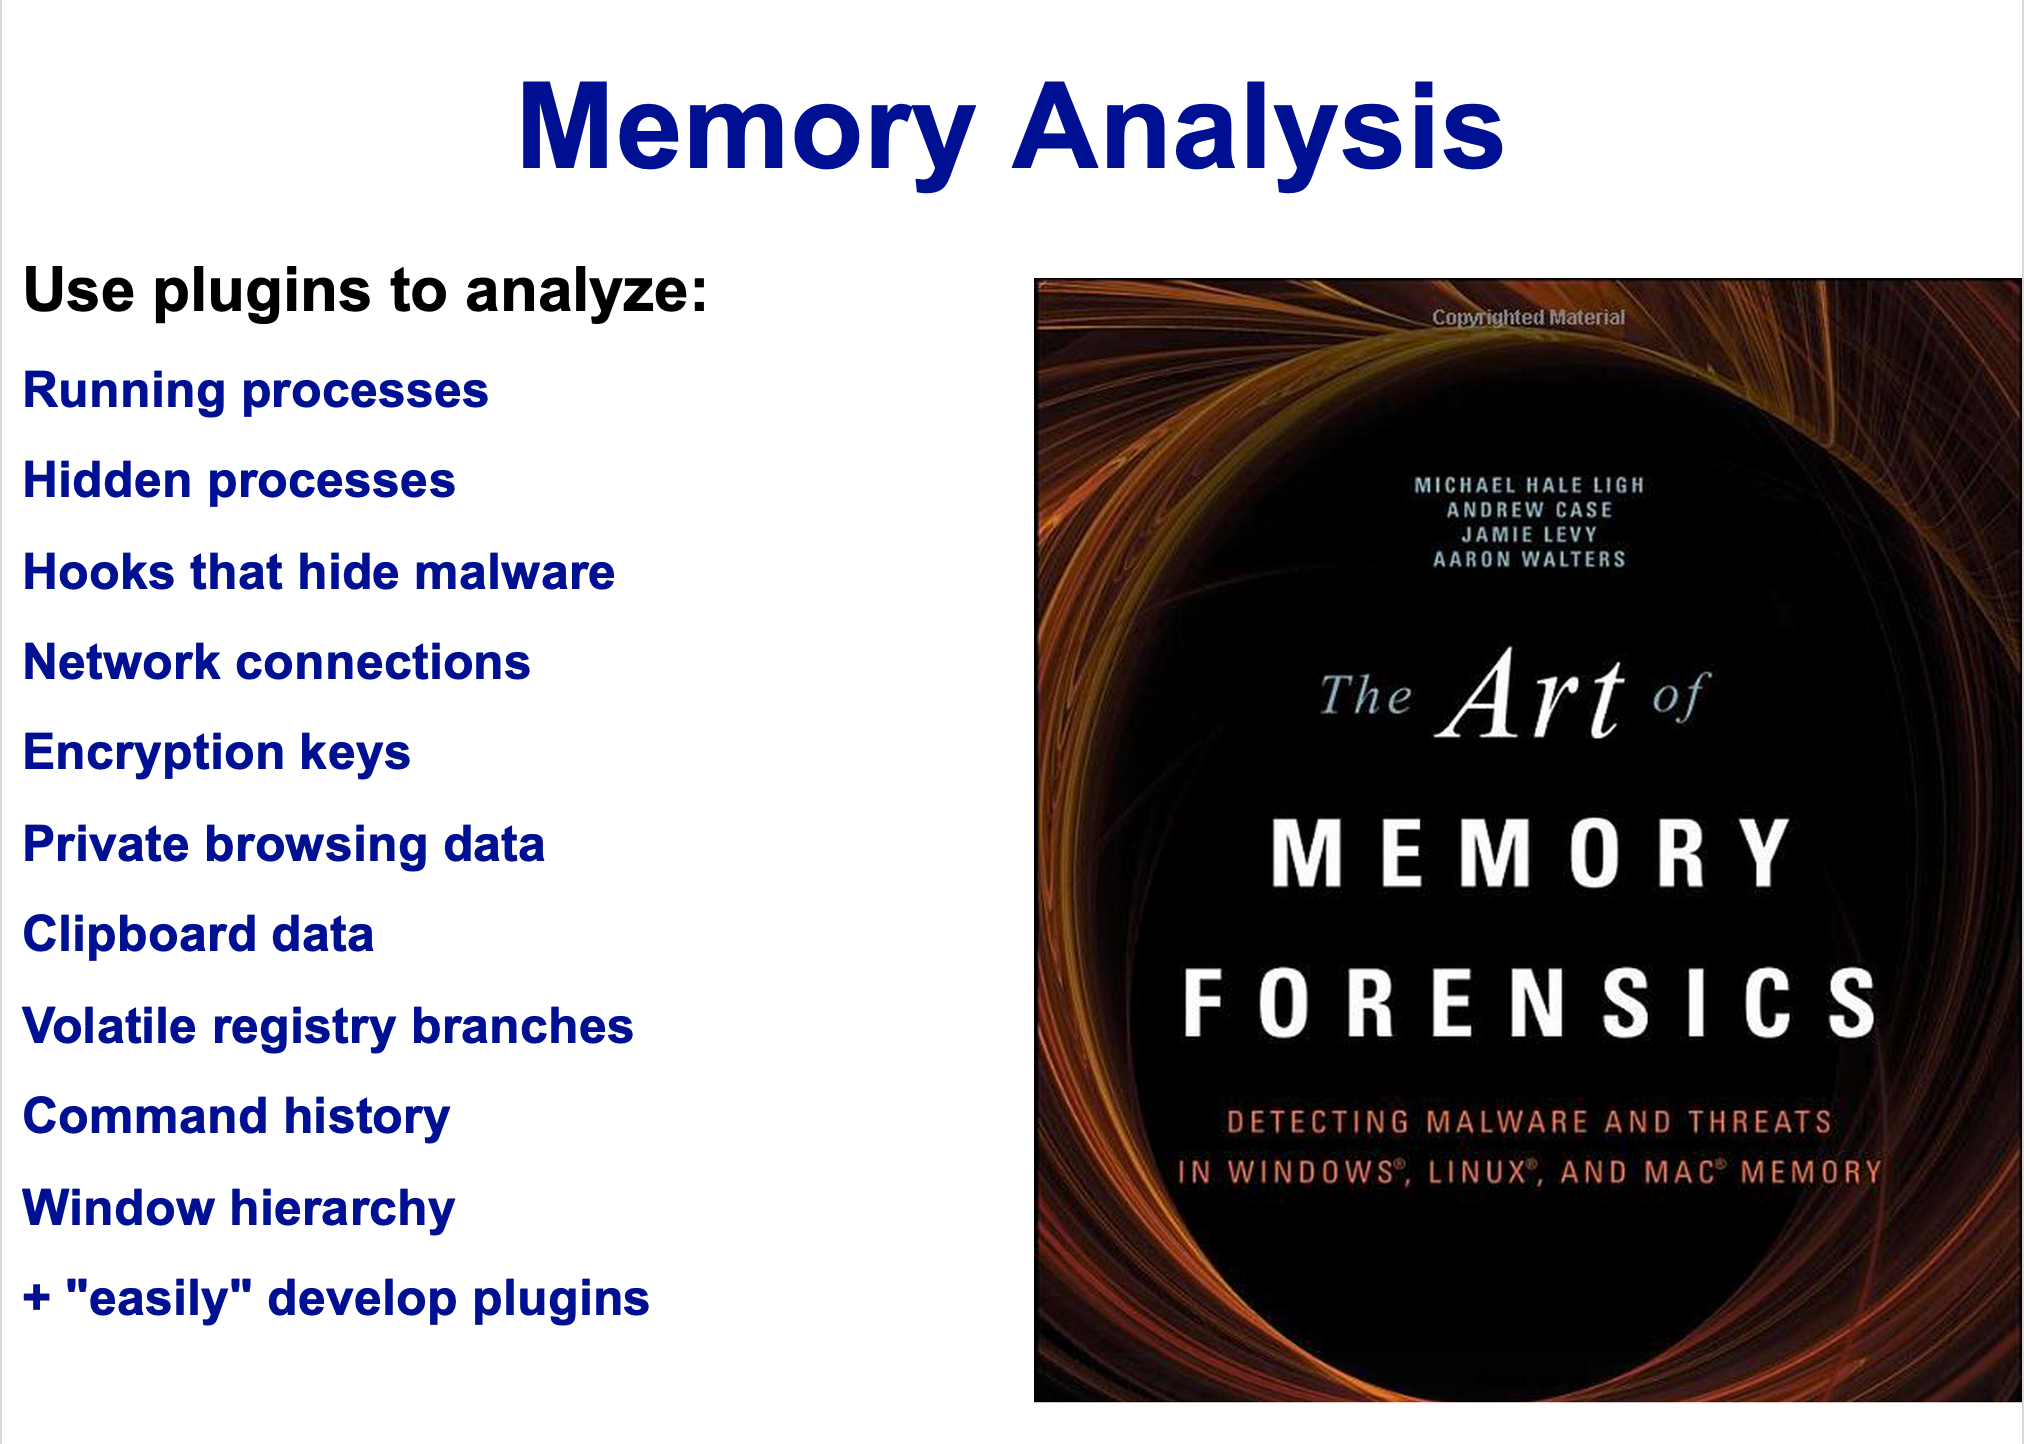 Memory Analysis
Use plugins to analyze:
Running processes
Hidden processes
Hooks that hide malware
Network connections
Encryption keys
Private browsing data
Clipboard data
Volatile registry branches
Command history
Window hierarchy
+ "easily" develop plugins
Copyrighted Material
MICHAEL HALE LIGH
ANDREW CASE
JAMIE LEVY
AARON WALTERS
The Art of
MEMORY
FORENSICS
DETECTING MALWARE AND THREATS
IN WINDOWS®, LINUX®, AND MAC® MEMORY